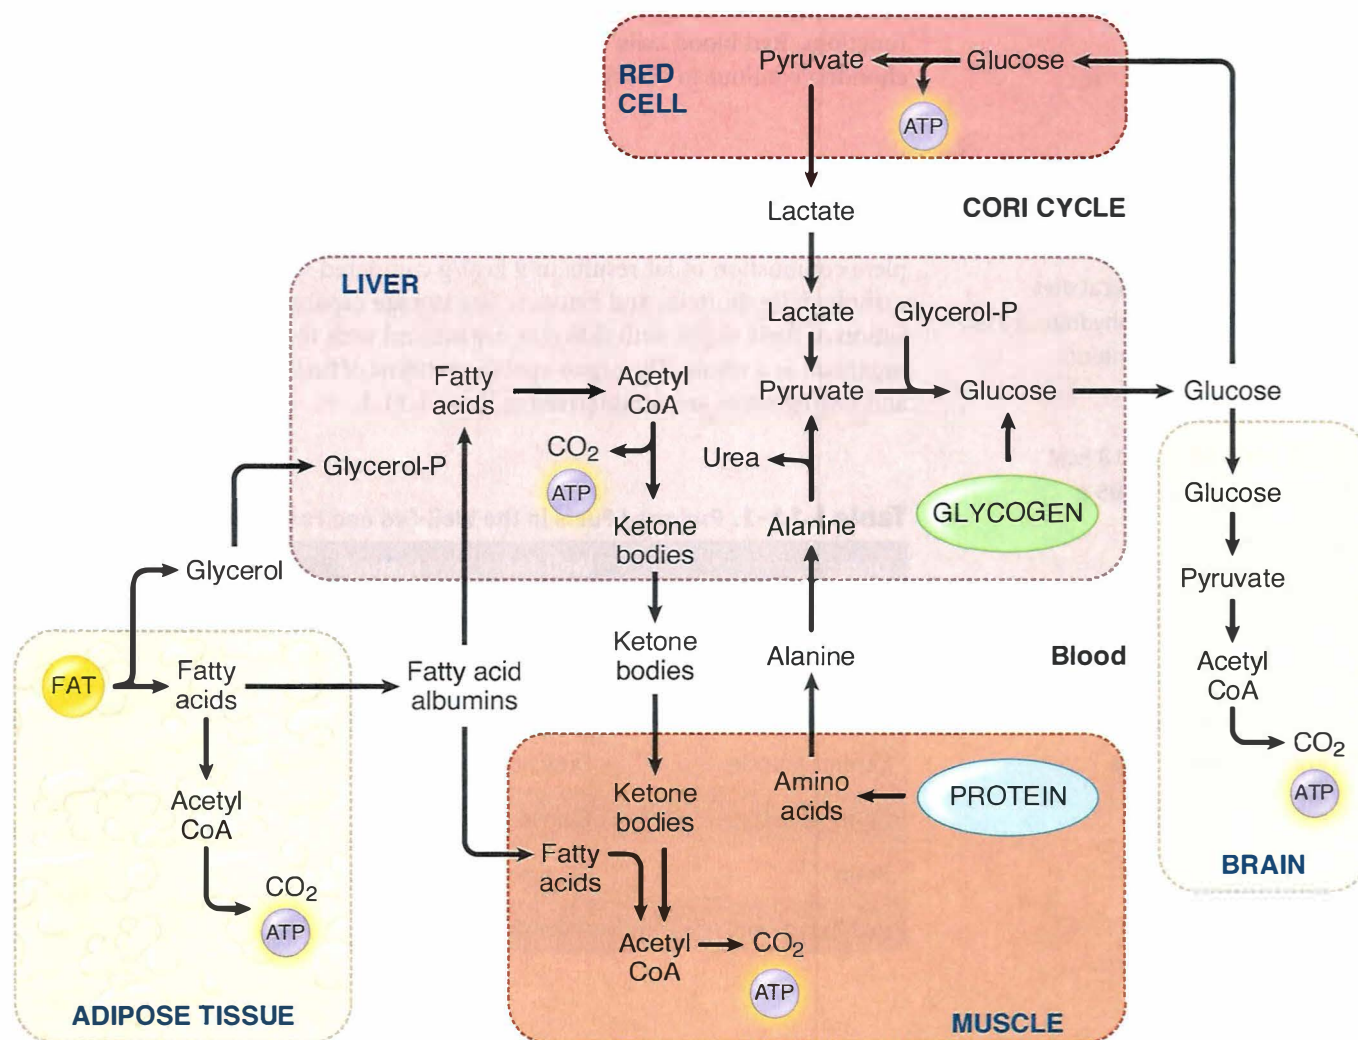 RED
CELL
Pyruvate
Glucose
ATP
Lactate
CORI CYCLE
LIVER
Lactate
Glycerol-P
Fatty
acids
Acetyl
CoA
Pyruvate
Glucose
Glucose
CO2
ATP
Urea
Glycerol-P
Ketone
bodies
Alanine
GLYCOGEN
Glycerol
Ketone
bodies
Alanine
Blood
FAT
Fatty
acids
Fatty acid
albumins
Acetyl
CoA
CO2
ATP
ADIPOSE TISSUE
Ketone
bodies
Amino
acids
PROTEIN
Fatty
acids
Acetyl
CoA
CO2
ATP
MUSCLE
Glucose
Pyruvate
Acetyl
CoA
CO2
ATP
BRAIN